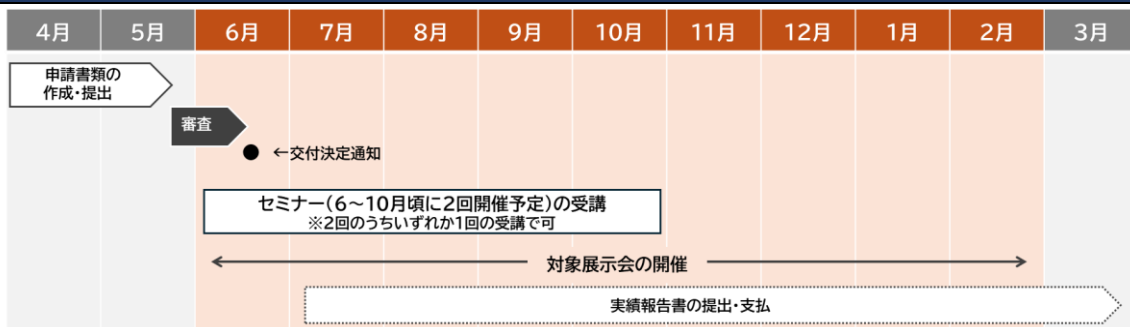 4月 5月 6月 7月 8月 9月 10月 11月 12月 1月 2月 3月
申請書類の
作成・提出
審査
←交付決定通知
セミナー(6～10月頃に2回開催予定)の受講
※2回のうちいずれか1回の受講で可
対象展示会の開催
実績報告書の提出・支払